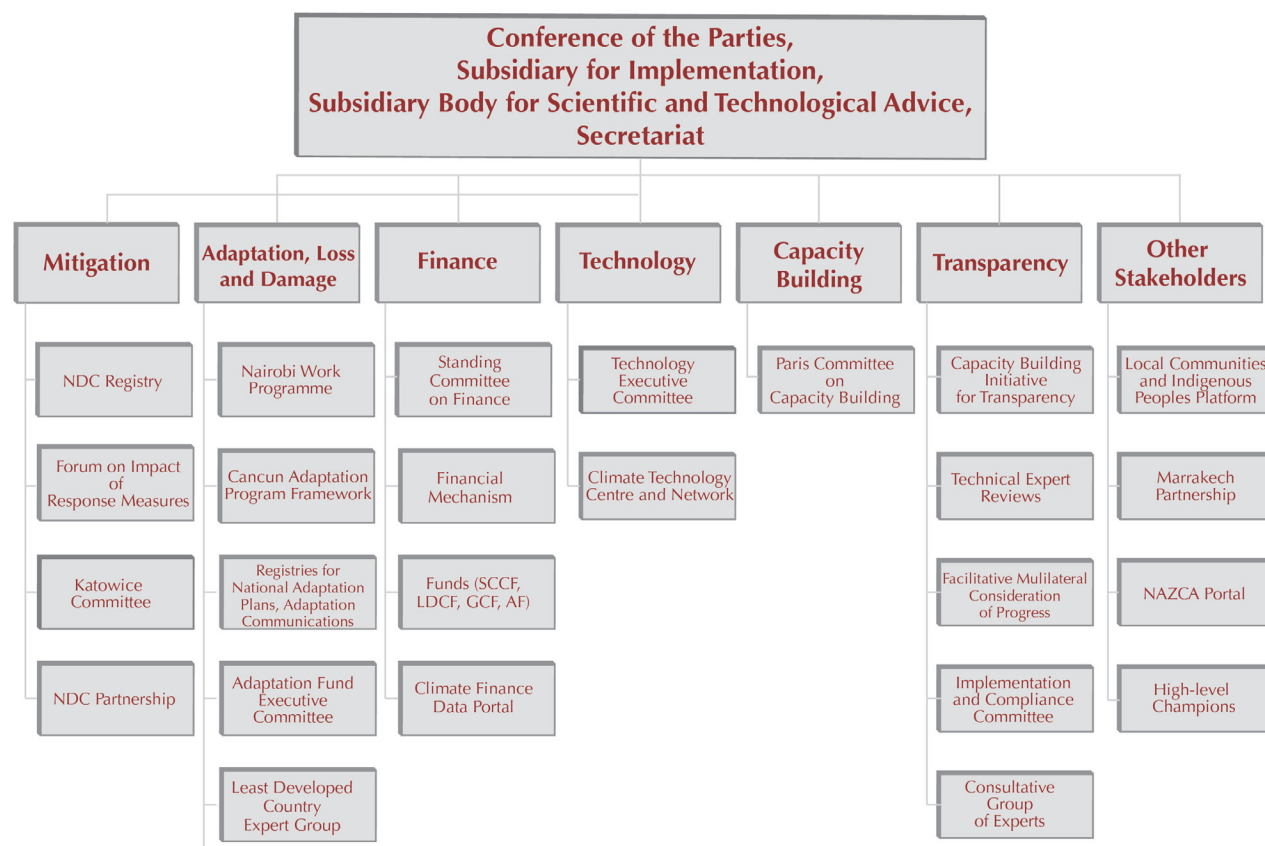 Conference of the Parties,
Subsidiary for Implementation,
Subsidiary Body for Scientific and Technological Advice,
Secretariat
Mitigation
NDC Registry
Forum on Impact
of
Response Measures
Katowice
Committee
NDC Partnership
Adaptation, Loss
and Damage
Nairobi Work
Programme
Cancun Adaptation
Program Framework
Registries for
National Adaptation
Plans, Adaptation
Communications
Adaptation Fund
Executive
Committee
Least Developed
Country
Expert Group
Finance
Standing
Committee
on Finance
Financial
Mechanism
Funds (SCCF,
LDCF, GCF, AF)
Climate Finance
Data Portal
Technology
Technology
Executive
Committee
Climate Technology
Centre and Network
Capacity
Building
Paris Committee
on
Capacity Building
Transparency
Capacity Building
Initiative
for Transparency
Technical Expert
Reviews
Facilitative Mulilateral
Consideration
of Progress
Implementation
and Compliance
Committee
Consultative
Group
of Experts
Other
Stakeholders
Local Communities
and Indigenous
Peoples Platform
Marrakech
Partnership
NAZCA Portal
High-level
Champions